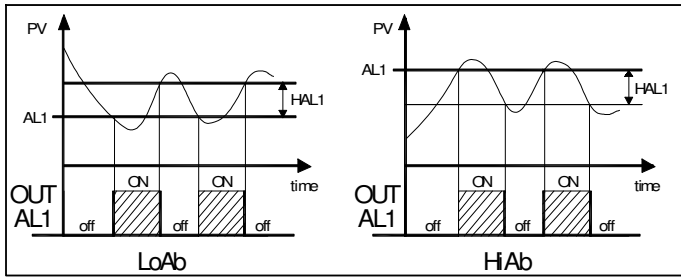 PV
HAL1
AL1
time
OUT
AL1
ON
ON
off
off
off
LoAb
PV
AL1
HAL1
time
OUT
AL1
ON
ON
off
off
off
HiAb